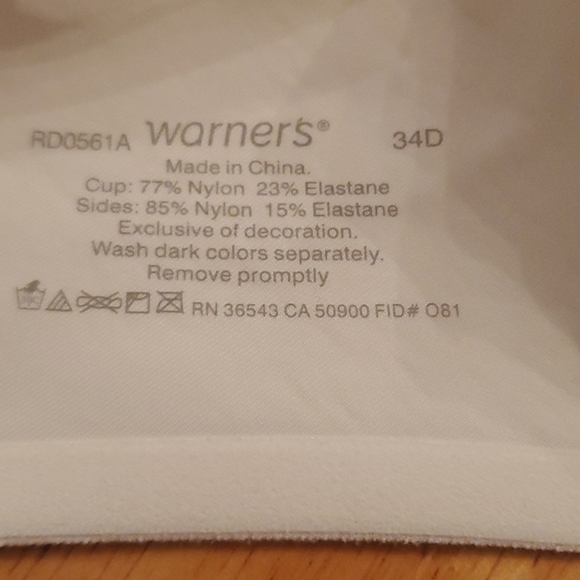 RD0561A warner's® 34D
Made in China.
Cup: 77% Nylon 23% Elastane
Sides: 85% Nylon 15% Elastane
Exclusive of decoration.
Wash dark colors separately.
Remove promptly
RN 36543 CA 50900 FID# O81